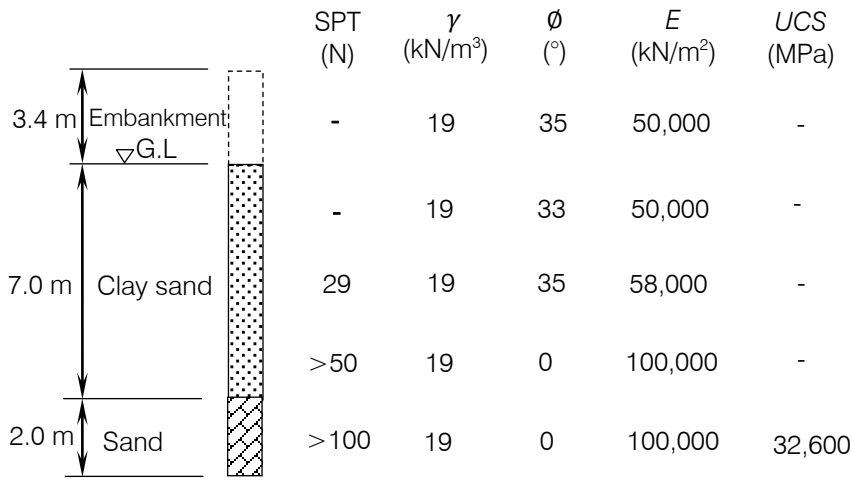 SPT γ ϕ E UCS
(N) (kN/m³) (°) (kN/m²) (MPa)
3.4 m Embankment - 19 35 50,000 -
G.L
- 19 33 50,000 -
7.0 m Clay sand 29 19 35 58,000 -
>50 19 0 100,000 -
2.0 m Sand >100 19 0 100,000 32,600